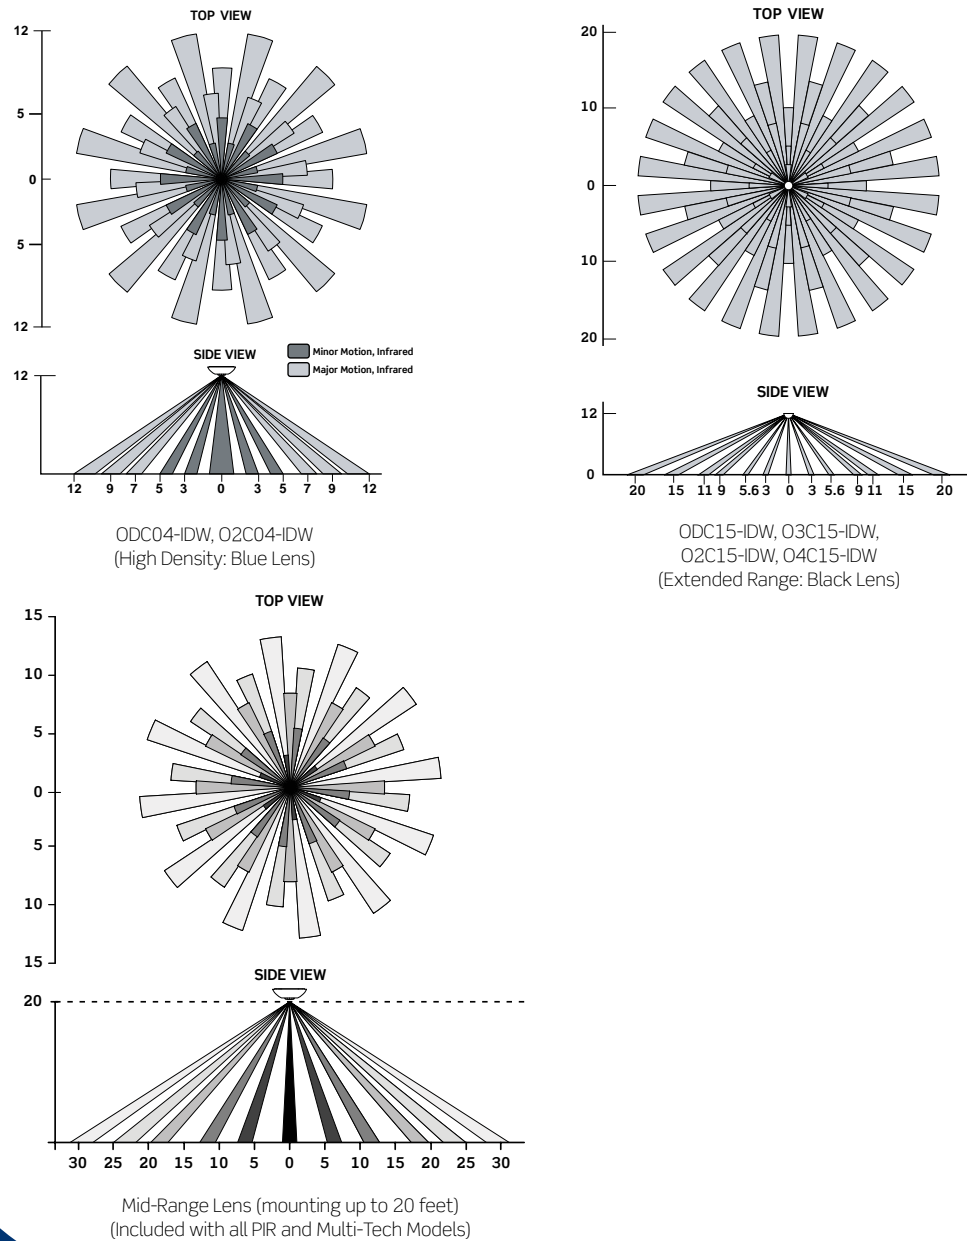 TOP VIEW
12
5
0
5
12
SIDE VIEW
Minor Motion, Infrared
Major Motion, Infrared
12
12 9 7 5 3 0 3 5 7 9 12
ODC04-IDW, O2C04-IDW
(High Density: Blue Lens)
TOP VIEW
20
10
0
10
20
SIDE VIEW
12
0
20 15 11 9 5.6 3 0 3 5.6 9 11 15 20
ODC15-IDW, O3C15-IDW,
O2C15-IDW, O4C15-IDW
(Extended Range: Black Lens)
TOP VIEW
15
10
5
0
5
10
15
SIDE VIEW
20
30 25 20 15 10 5 0 5 10 15 20 25 30
Mid-Range Lens (mounting up to 20 feet)
(Included with all PIR and Multi-Tech Models)